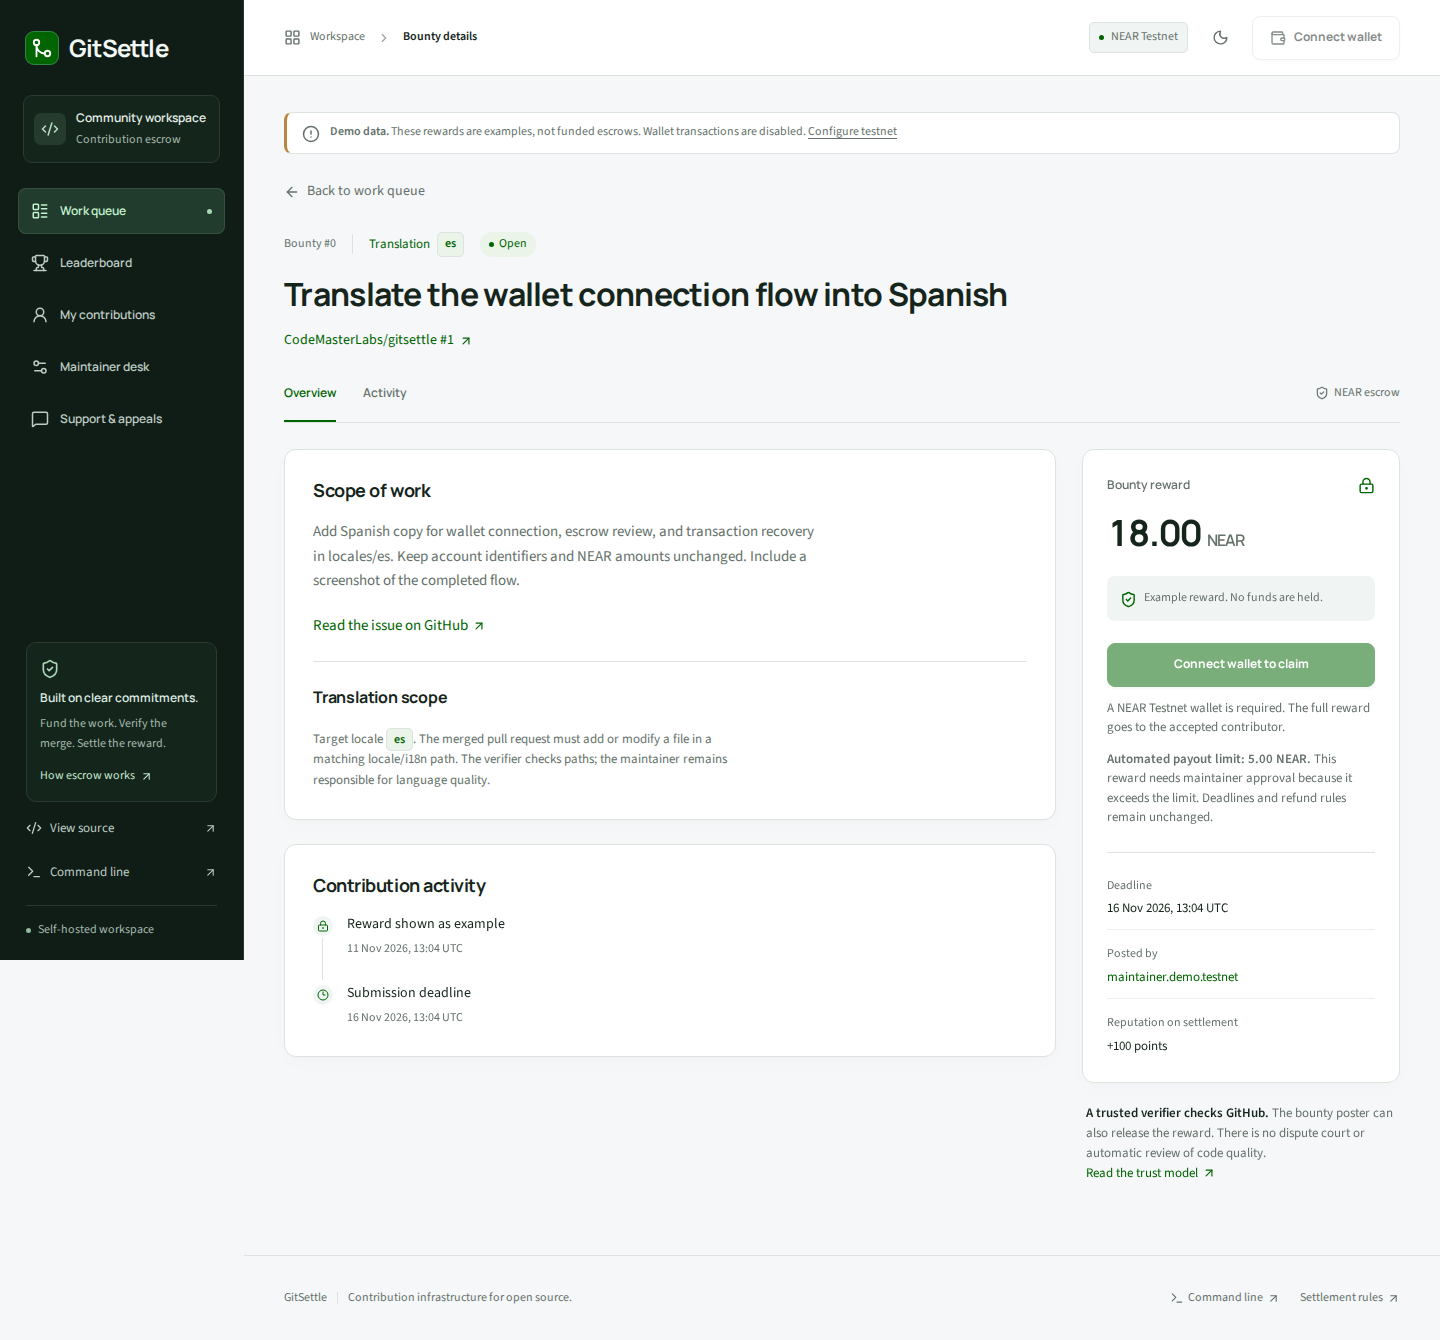 GitSettle
Community workspace
Contribution escrow
Work queue
Leaderboard
My contributions
Maintainer desk
Support & appeals
Built on clear commitments.
Fund the work. Verify the
merge. Settle the reward.
How escrow works
View source
Command line
Self-hosted workspace
Workspace
Bounty details
NEAR Testnet
Connect wallet
Demo data. These rewards are examples, not funded escrows. Wallet transactions are disabled. Configure testnet
Back to work queue
Bounty #0
Translation es
Open
Translate the wallet connection flow into Spanish
CodeMasterLabs/gitsettle #1
Overview
Activity
NEAR escrow
Scope of work
Add Spanish copy for wallet connection, escrow review, and transaction recovery
in locales/es. Keep account identifiers and NEAR amounts unchanged. Include a
screenshot of the completed flow.
Read the issue on GitHub
Translation scope
Target locale es. The merged pull request must add or modify a file in a
matching locale/i18n path. The verifier checks paths; the maintainer remains
responsible for language quality.
Contribution activity
Reward shown as example
11 Nov 2026, 13:04 UTC
Submission deadline
16 Nov 2026, 13:04 UTC
Bounty reward
18.00 NEAR
Example reward. No funds are held.
Connect wallet to claim
A NEAR Testnet wallet is required. The full reward
goes to the accepted contributor.
Automated payout limit: 5.00 NEAR. This
reward needs maintainer approval because it
exceeds the limit. Deadlines and refund rules
remain unchanged.
Deadline
16 Nov 2026, 13:04 UTC
Posted by
maintainer.demo.testnet
Reputation on settlement
+100 points
A trusted verifier checks GitHub. The bounty poster can
also release the reward. There is no dispute court or
automatic review of code quality.
Read the trust model
GitSettle
Contribution infrastructure for open source.
Command line
Settlement rules